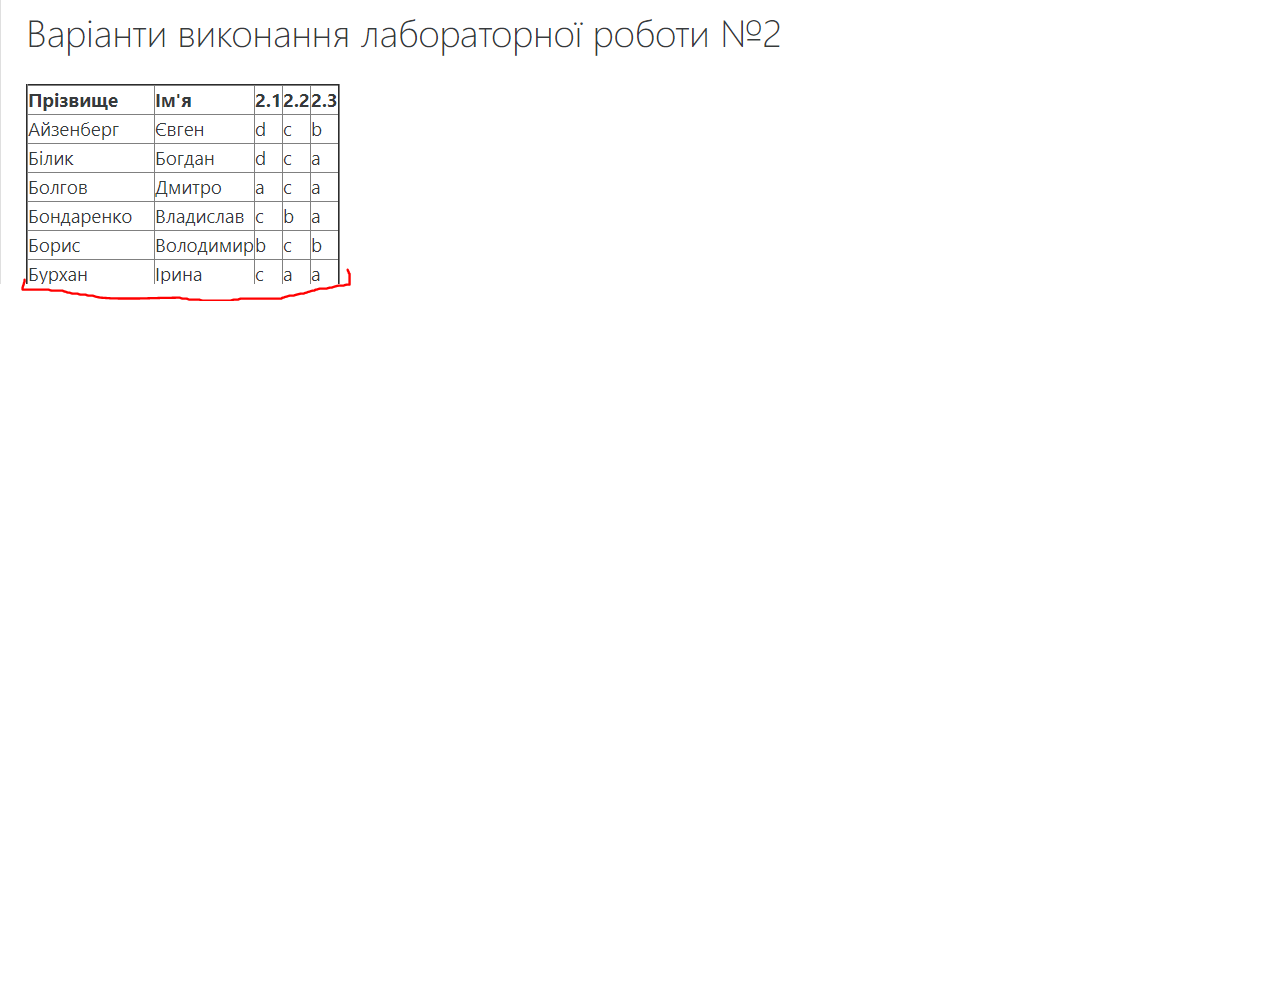 Варіанти виконання лабораторної роботи №2
Прізвище Ім'я 2.1 2.2 2.3
Айзенберг Євген d c b
Білик Богдан d c a
Болгов Дмитро a c a
Бондаренко Владислав c b a
Борис Володимир b c b
Бурхан Ірина c a a